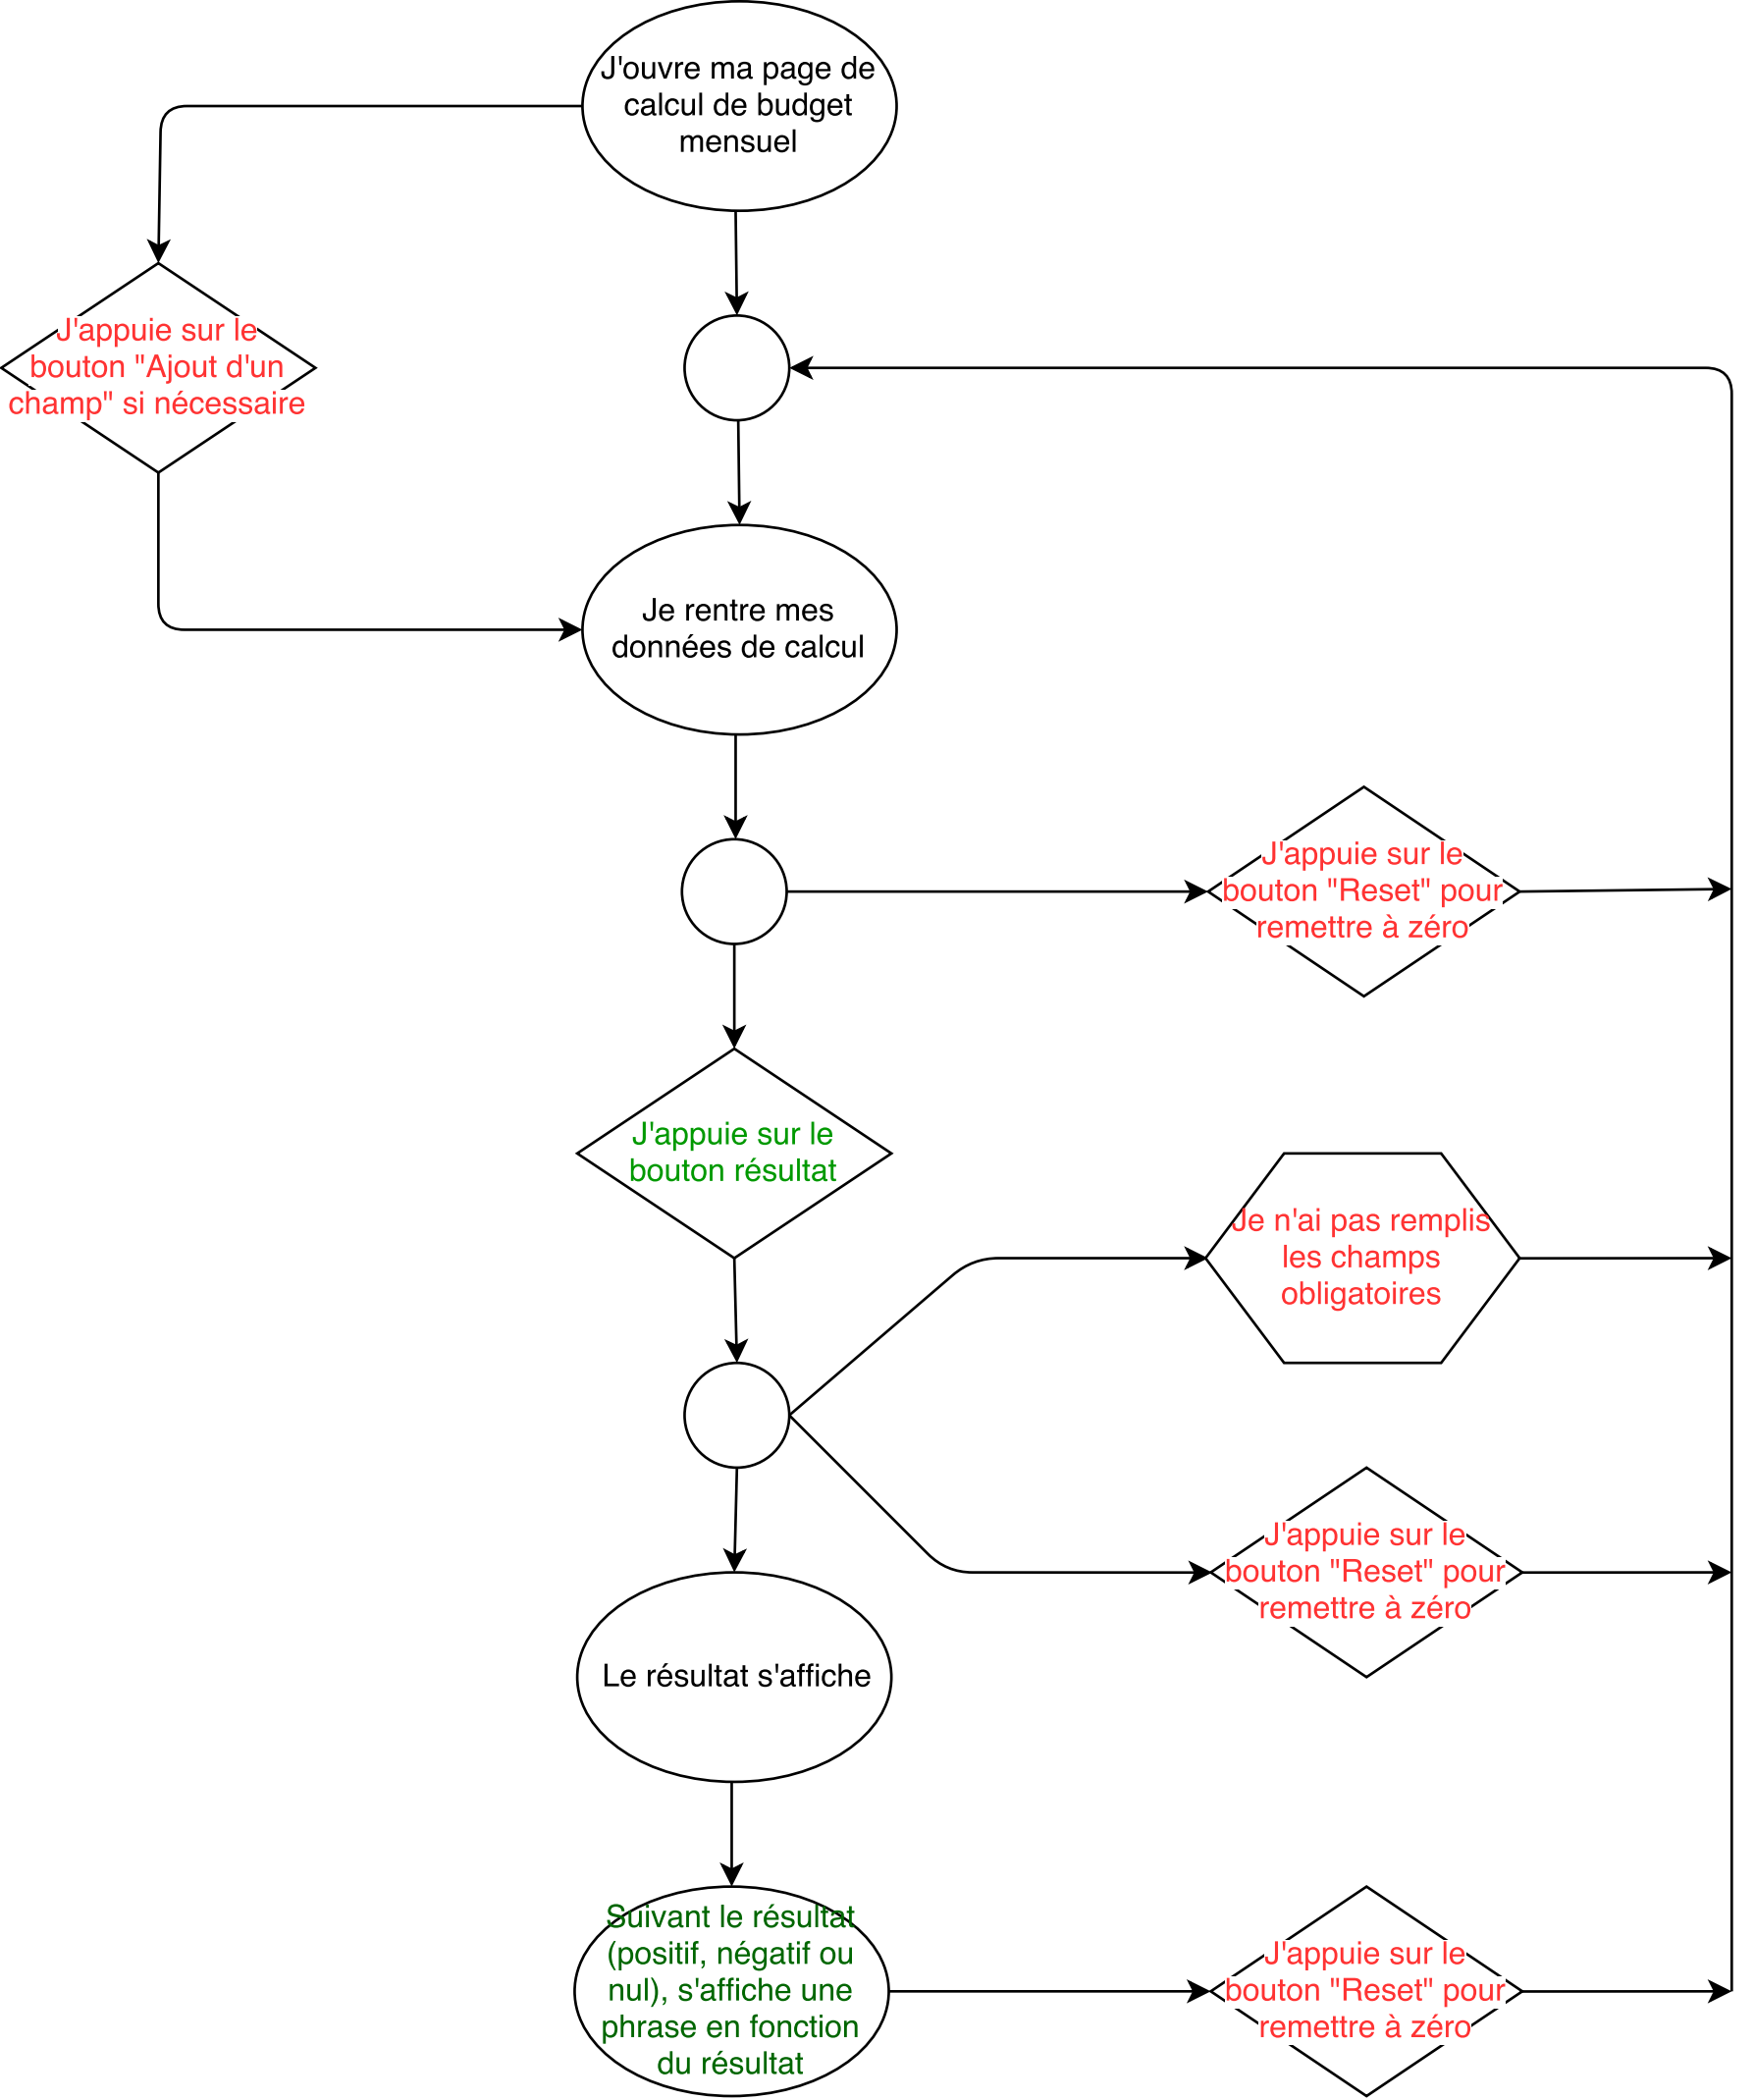 J'ouvre ma page de
calcul de budget
mensuel
J'appuie sur le
bouton "Ajout d'un
champ" si nécessaire
Je rentre mes
données de calcul
J'appuie sur le
bouton "Reset" pour
remettre à zéro
J'appuie sur le
bouton résultat
Je n'ai pas remplis
les champs
obligatoires
J'appuie sur le
bouton "Reset" pour
remettre à zéro
Le résultat s'affiche
Suivant le résultat
(positif, négatif ou
nul), s'affiche une
phrase en fonction
du résultat
J'appuie sur le
bouton "Reset" pour
remettre à zéro